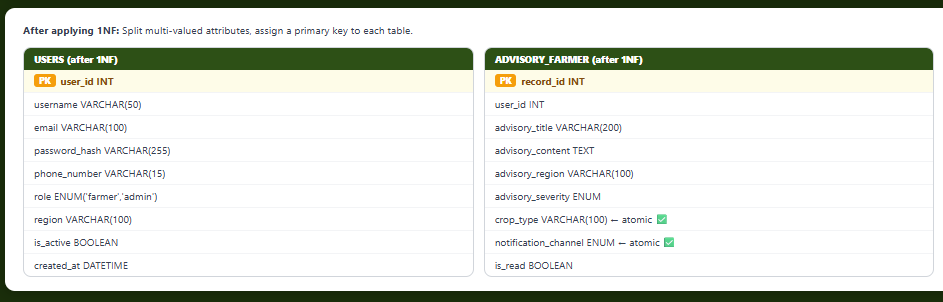 After applying 1NF: Split multi-valued attributes, assign a primary key to each table.
USERS (after 1NF)
PK user_id INT
username VARCHAR(50)
email VARCHAR(100)
password_hash VARCHAR(255)
phone_number VARCHAR(15)
role ENUM('farmer','admin')
region VARCHAR(100)
is_active BOOLEAN
created_at DATETIME
ADVISORY_FARMER (after 1NF)
PK record_id INT
user_id INT
advisory_title VARCHAR(200)
advisory_content TEXT
advisory_region VARCHAR(100)
advisory_severity ENUM
crop_type VARCHAR(100) ← atomic ✅
notification_channel ENUM ← atomic ✅
is_read BOOLEAN